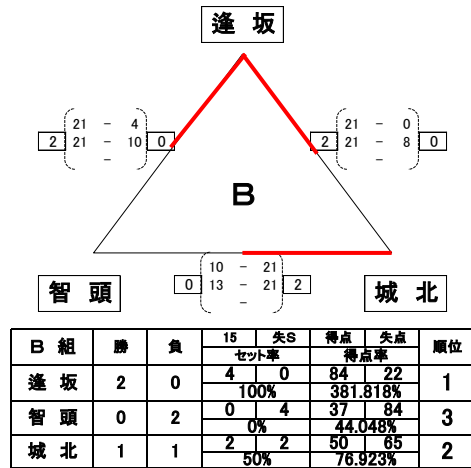 逢 坂
21 - 4
2 21 - 10 0
-
21 - 0
2 21 - 8 0
-
B
10 - 21
0 13 - 21 2
-
智 頭
城 北
B 組 勝 負 15 失S 得点 失点 順位
セット率 得点率
逢 坂 2 0 4 0 84 22 1
100% 381.818%
智 頭 0 2 0 4 37 84 3
0% 44.048%
城 北 1 1 2 2 50 65 2
50% 76.923%